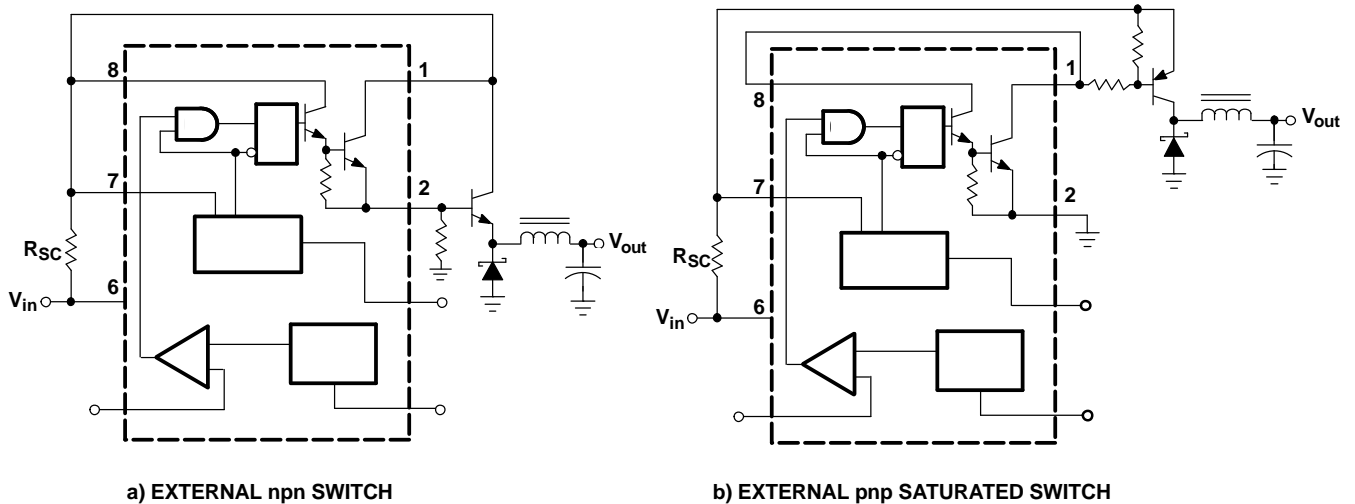 8
1
7
2
RSC
Vin
6
Vout
a) EXTERNAL npn SWITCH
8
1
7
2
RSC
Vin
6
Vout
b) EXTERNAL pnp SATURATED SWITCH